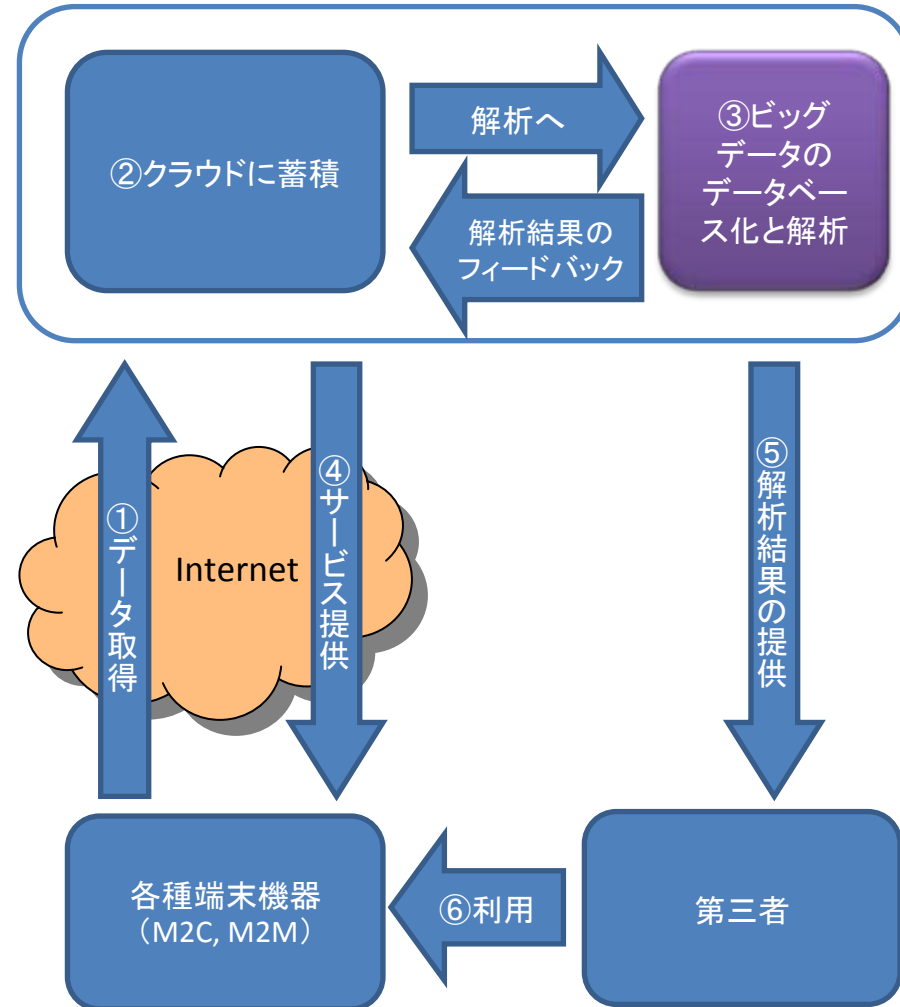 ②クラウドに蓄積
解析へ
解析結果の
フィードバック
③ビッグ
データの
データベー
ス化と解析
①データ取得
Internet
④サービス提供
⑤解析結果の提供
各種端末機器
（M2C, M2M）
⑥利用
第三者